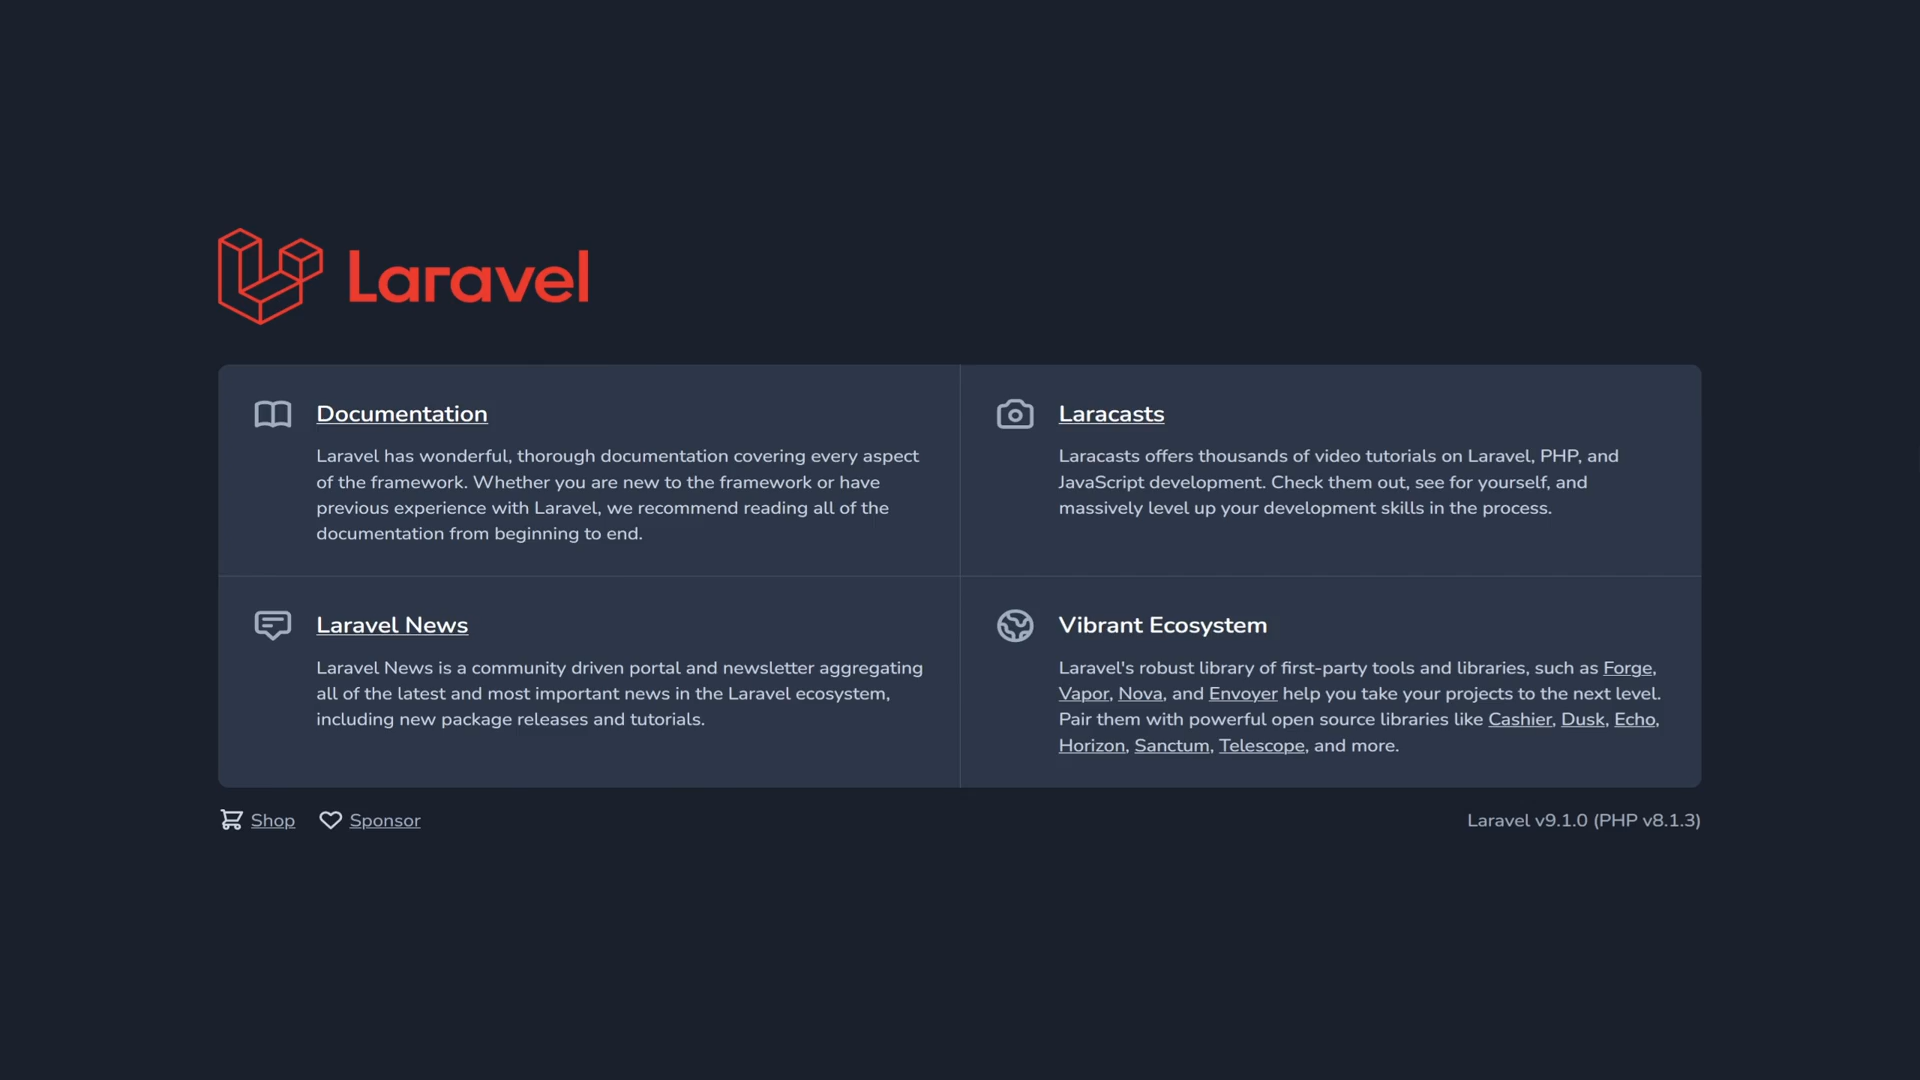 Laravel
Documentation
Laravel has wonderful, thorough documentation covering every aspect
of the framework. Whether you are new to the framework or have
previous experience with Laravel, we recommend reading all of the
documentation from beginning to end.
Laracasts
Laracasts offers thousands of video tutorials on Laravel, PHP, and
JavaScript development. Check them out, see for yourself, and
massively level up your development skills in the process.
Laravel News
Laravel News is a community driven portal and newsletter aggregating
all of the latest and most important news in the Laravel ecosystem,
including new package releases and tutorials.
Vibrant Ecosystem
Laravel's robust library of first-party tools and libraries, such as Forge,
Vapor, Nova, and Envoyer help you take your projects to the next level.
Pair them with powerful open source libraries like Cashier, Dusk, Echo,
Horizon, Sanctum, Telescope, and more.
Shop Sponsor
Laravel v9.1.0 (PHP v8.1.3)